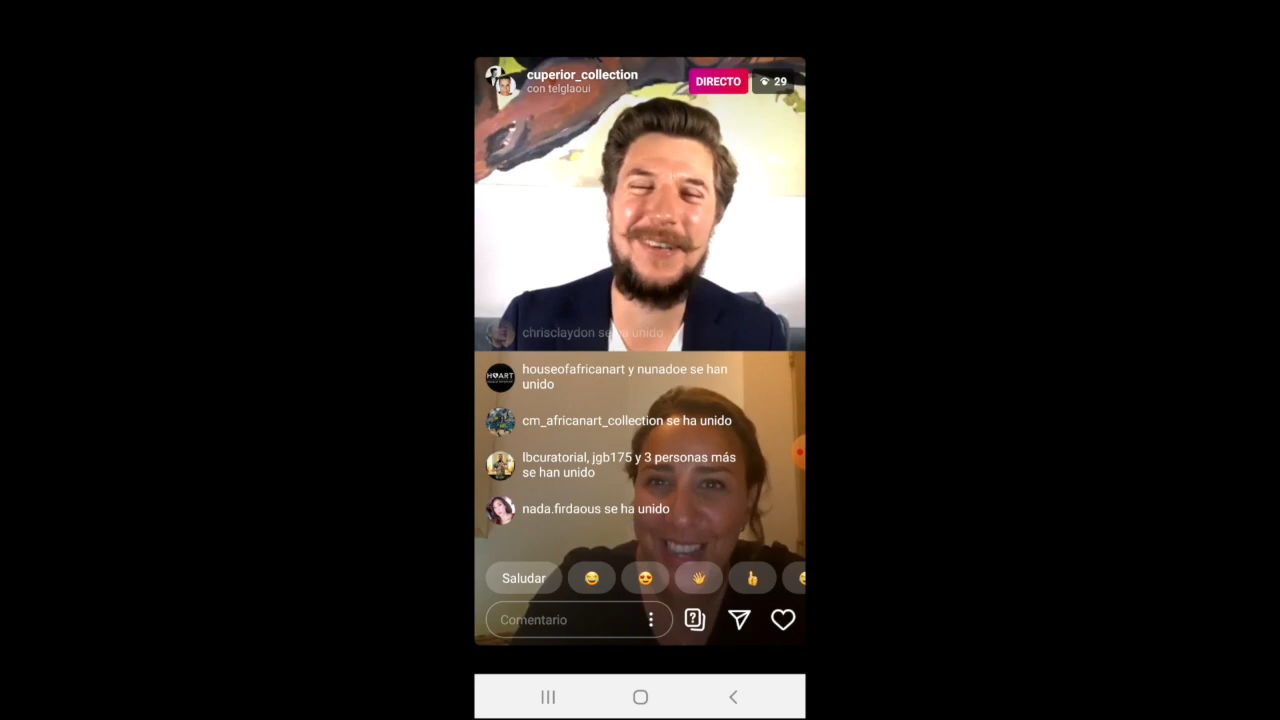 cuperior_collection
con telglaoui
DIRECTO
29
chrisclaydon se ha unido
HVART
houseofafricanart y nunadoe se han
unido
cm_africanart_collection se ha unido
lbcuratorial, jgb175 y 3 personas más
se han unido
nada.firdaous se ha unido
Saludar
Comentario